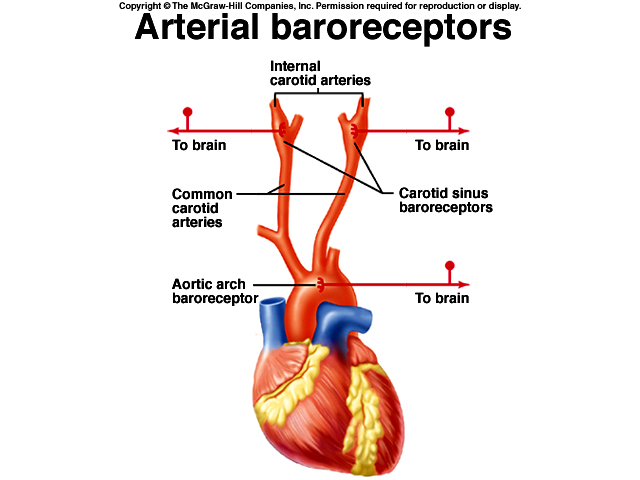 Copyright © The McGraw-Hill Companies, Inc. Permission required for reproduction or display.
Arterial baroreceptors
Internal
carotid arteries
To brain
To brain
Common
carotid
arteries
Carotid sinus
baroreceptors
Aortic arch
baroreceptor
To brain